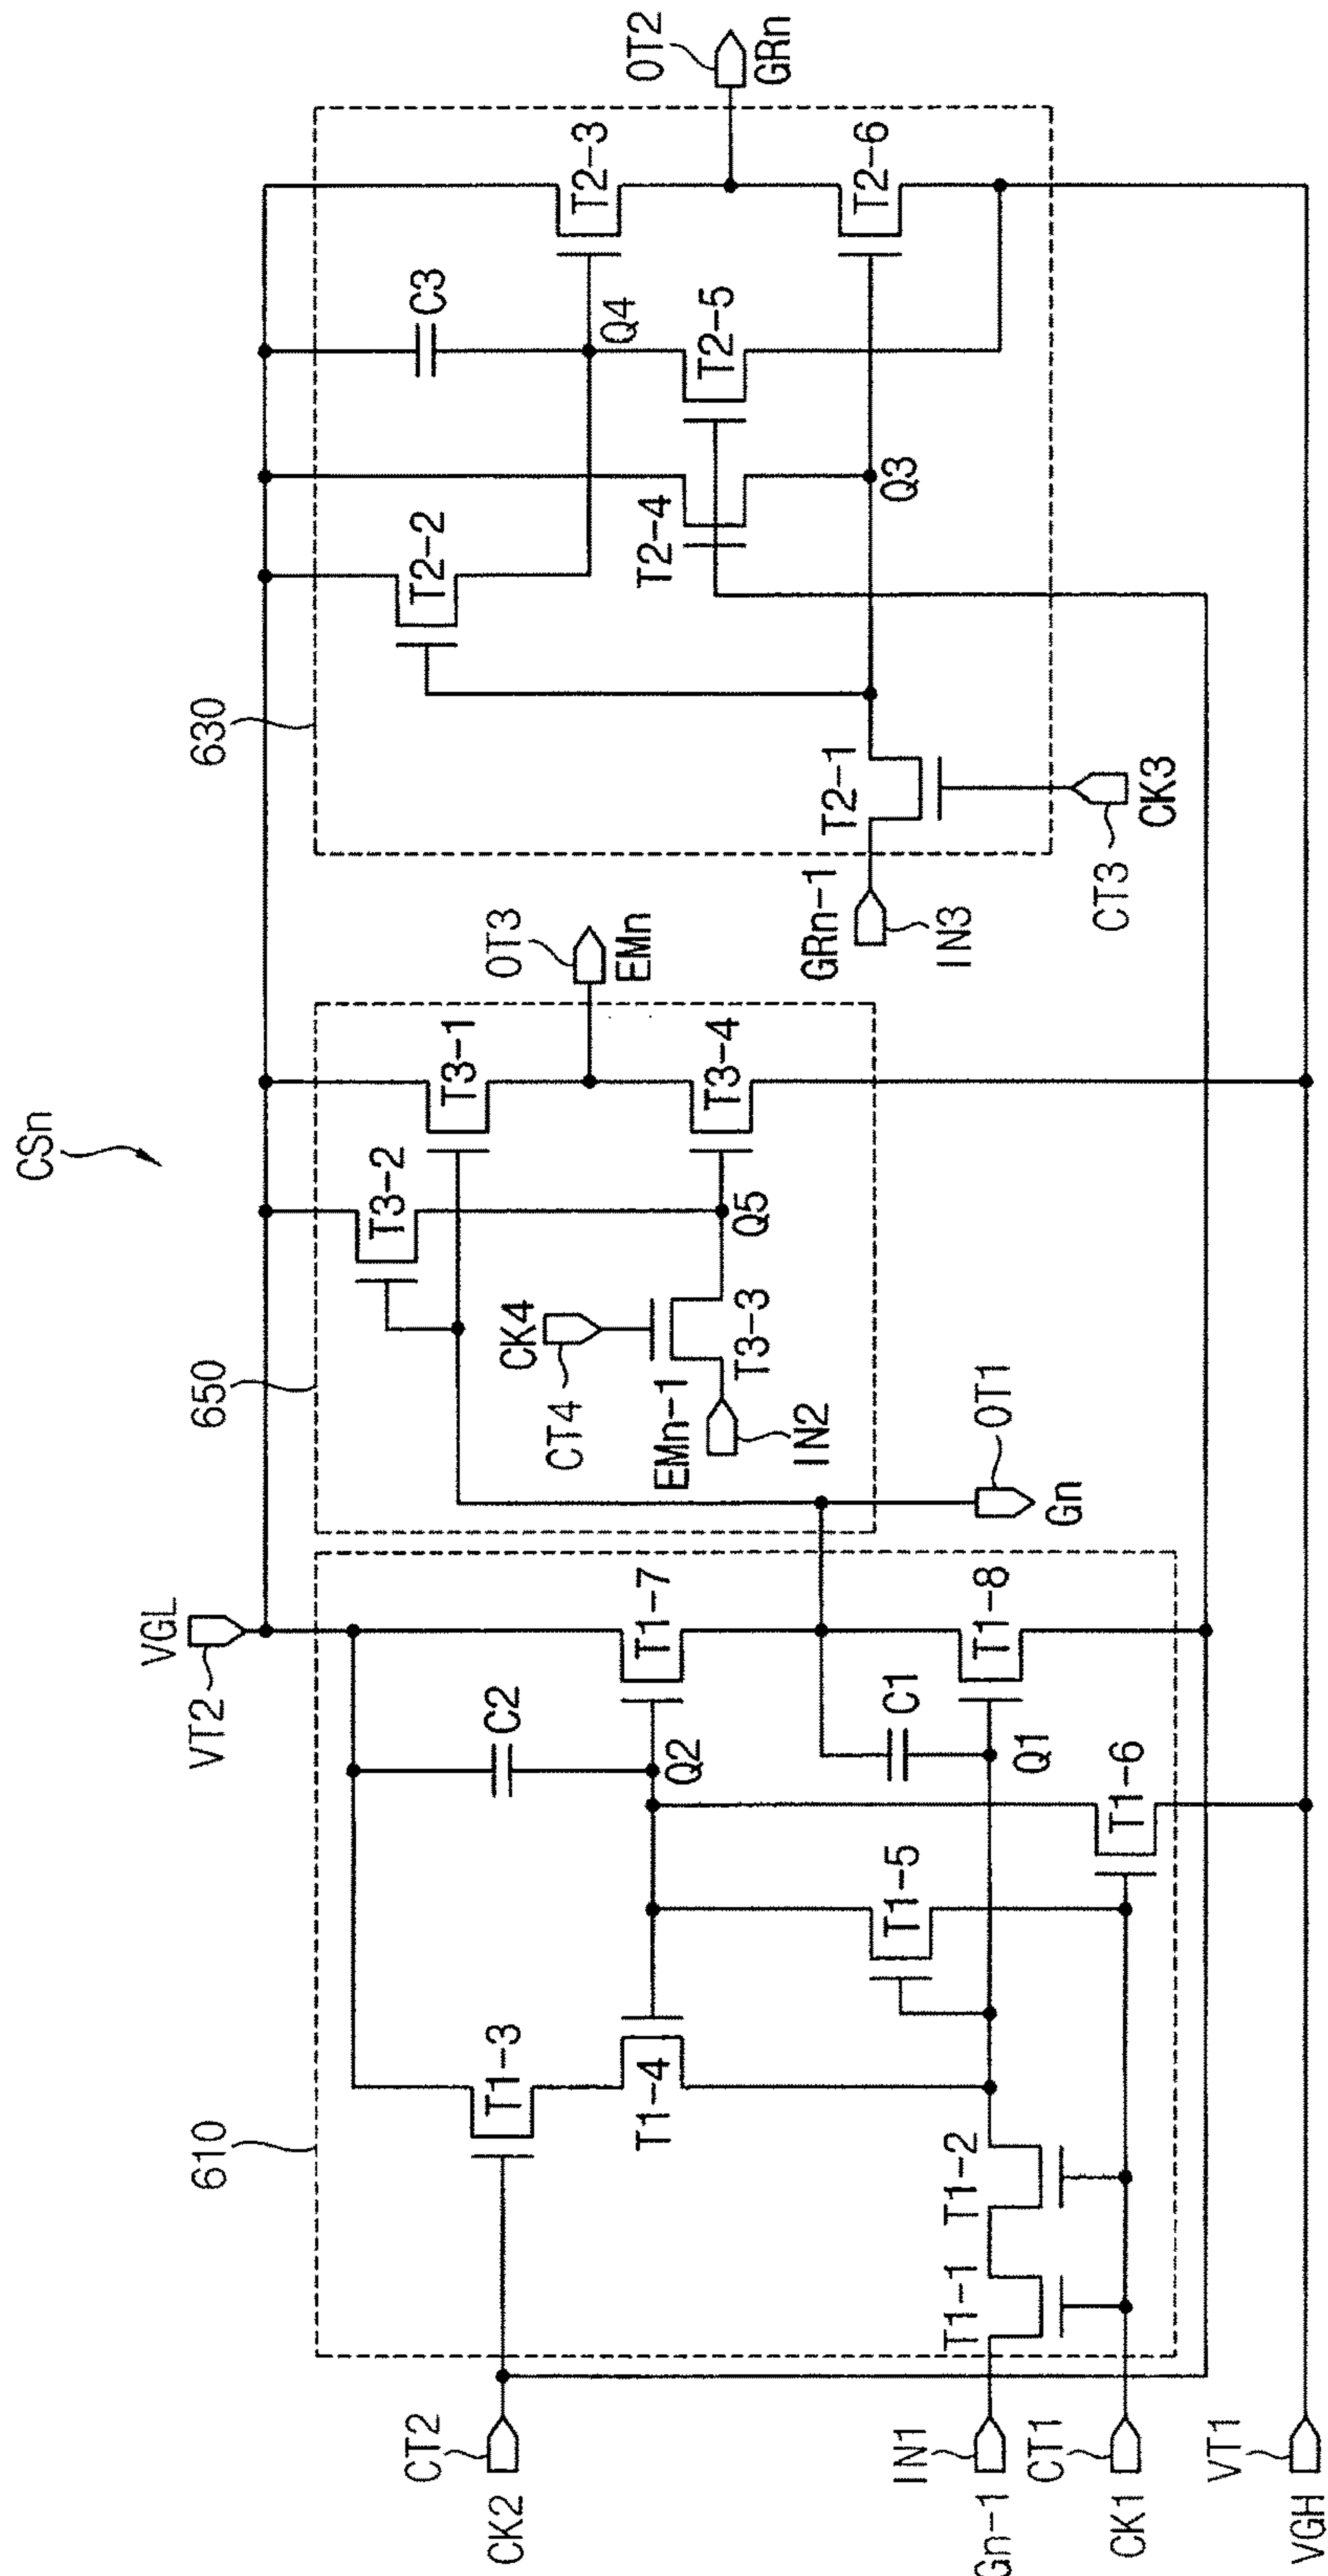 CSn
VGL
VT2
610
650
630
CT2
CK2
IN1
Gn-1
CT1
CK1
VT1
VGH
T1-1
T1-2
T1-3
T1-4
T1-5
T1-6
T1-7
T1-8
C1
C2
Q1
Q2
OT1
Gn
T3-1
T3-2
T3-3
T3-4
Q5
CK4
CT4
EMn-1
IN2
OT3
EMn
GRn-1
IN3
T2-1
CK3
CT3
T2-2
T2-3
T2-4
T2-5
T2-6
C3
Q3
Q4
OT2
GRn